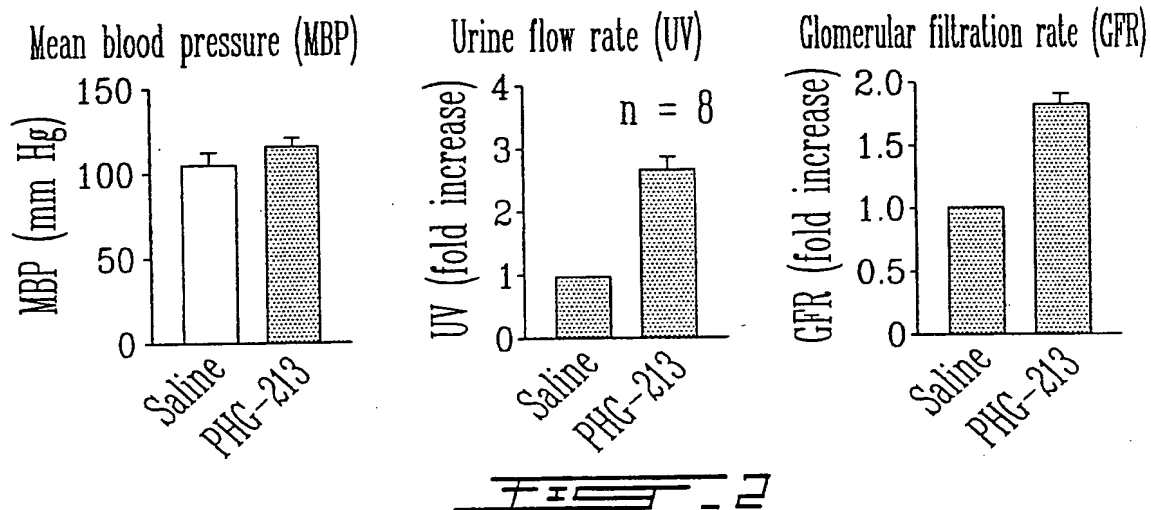 Mean blood pressure (MBP)
MBP (mm Hg)
150
100
50
0
Saline
PHG-213
Urine flow rate (UV)
UV (fold increase)
4
3
2
1
0
n = 8
Saline
PHG-213
Glomerular filtration rate (GFR)
GFR (fold increase)
2.0
1.5
1.0
0.5
0
Saline
PHG-213
Fig-2